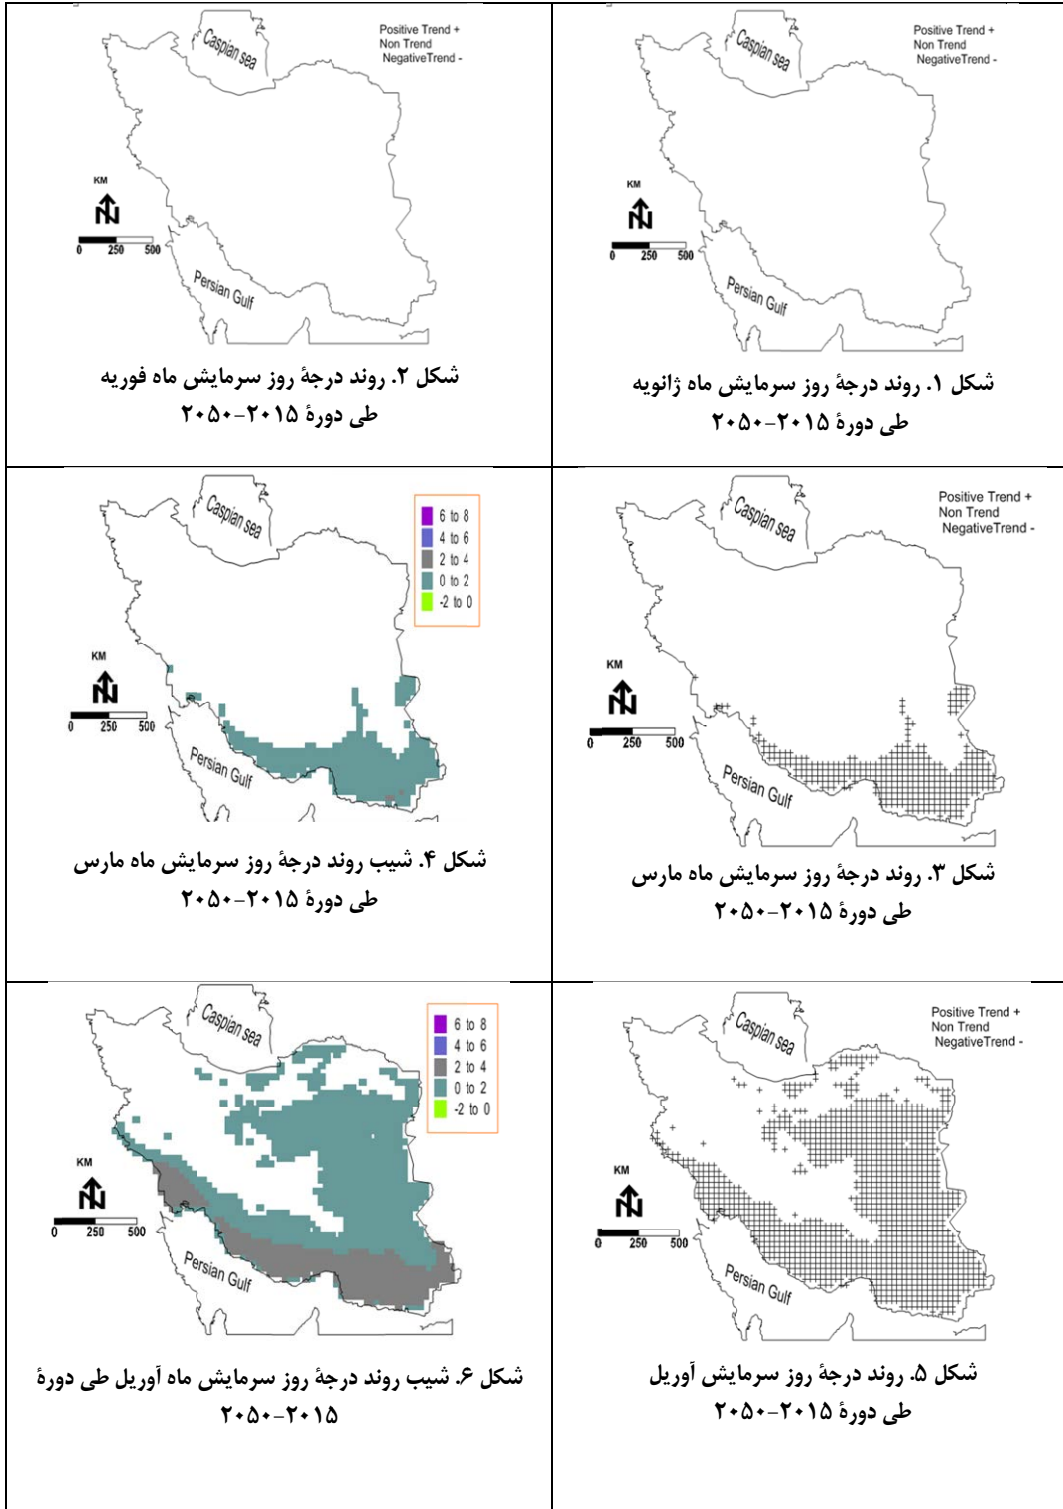 Positive Trend +
Non Trend
NegativeTrend -
Caspian sea
KM
N
0 250 500
Persian Gulf
شکل ۱. روند درجهٔ روز سرمایش ماه ژانویه
طی دورهٔ ۲۰۱۵-۲۰۵۰
Positive Trend +
Non Trend
NegativeTrend -
Caspian sea
KM
N
0 250 500
Persian Gulf
شکل ۲. روند درجهٔ روز سرمایش ماه فوریه
طی دورهٔ ۲۰۱۵-۲۰۵۰
Positive Trend +
Non Trend
NegativeTrend -
Caspian sea
KM
N
0 250 500
Persian Gulf
شکل ۳. روند درجهٔ روز سرمایش ماه مارس
طی دورهٔ ۲۰۱۵-۲۰۵۰
Caspian sea
6 to 8
4 to 6
2 to 4
0 to 2
-2 to 0
KM
N
0 250 500
Persian Gulf
شکل ۴. شیب روند درجهٔ روز سرمایش ماه مارس
طی دورهٔ ۲۰۱۵-۲۰۵۰
Positive Trend +
Non Trend
NegativeTrend -
Caspian sea
KM
N
0 250 500
Persian Gulf
شکل ۵. روند درجهٔ روز سرمایش آوریل
طی دورهٔ ۲۰۱۵-۲۰۵۰
Caspian sea
6 to 8
4 to 6
2 to 4
0 to 2
-2 to 0
KM
N
0 250 500
Persian Gulf
شکل ۶. شیب روند درجهٔ روز سرمایش ماه آوریل طی دورهٔ
۲۰۱۵-۲۰۵۰